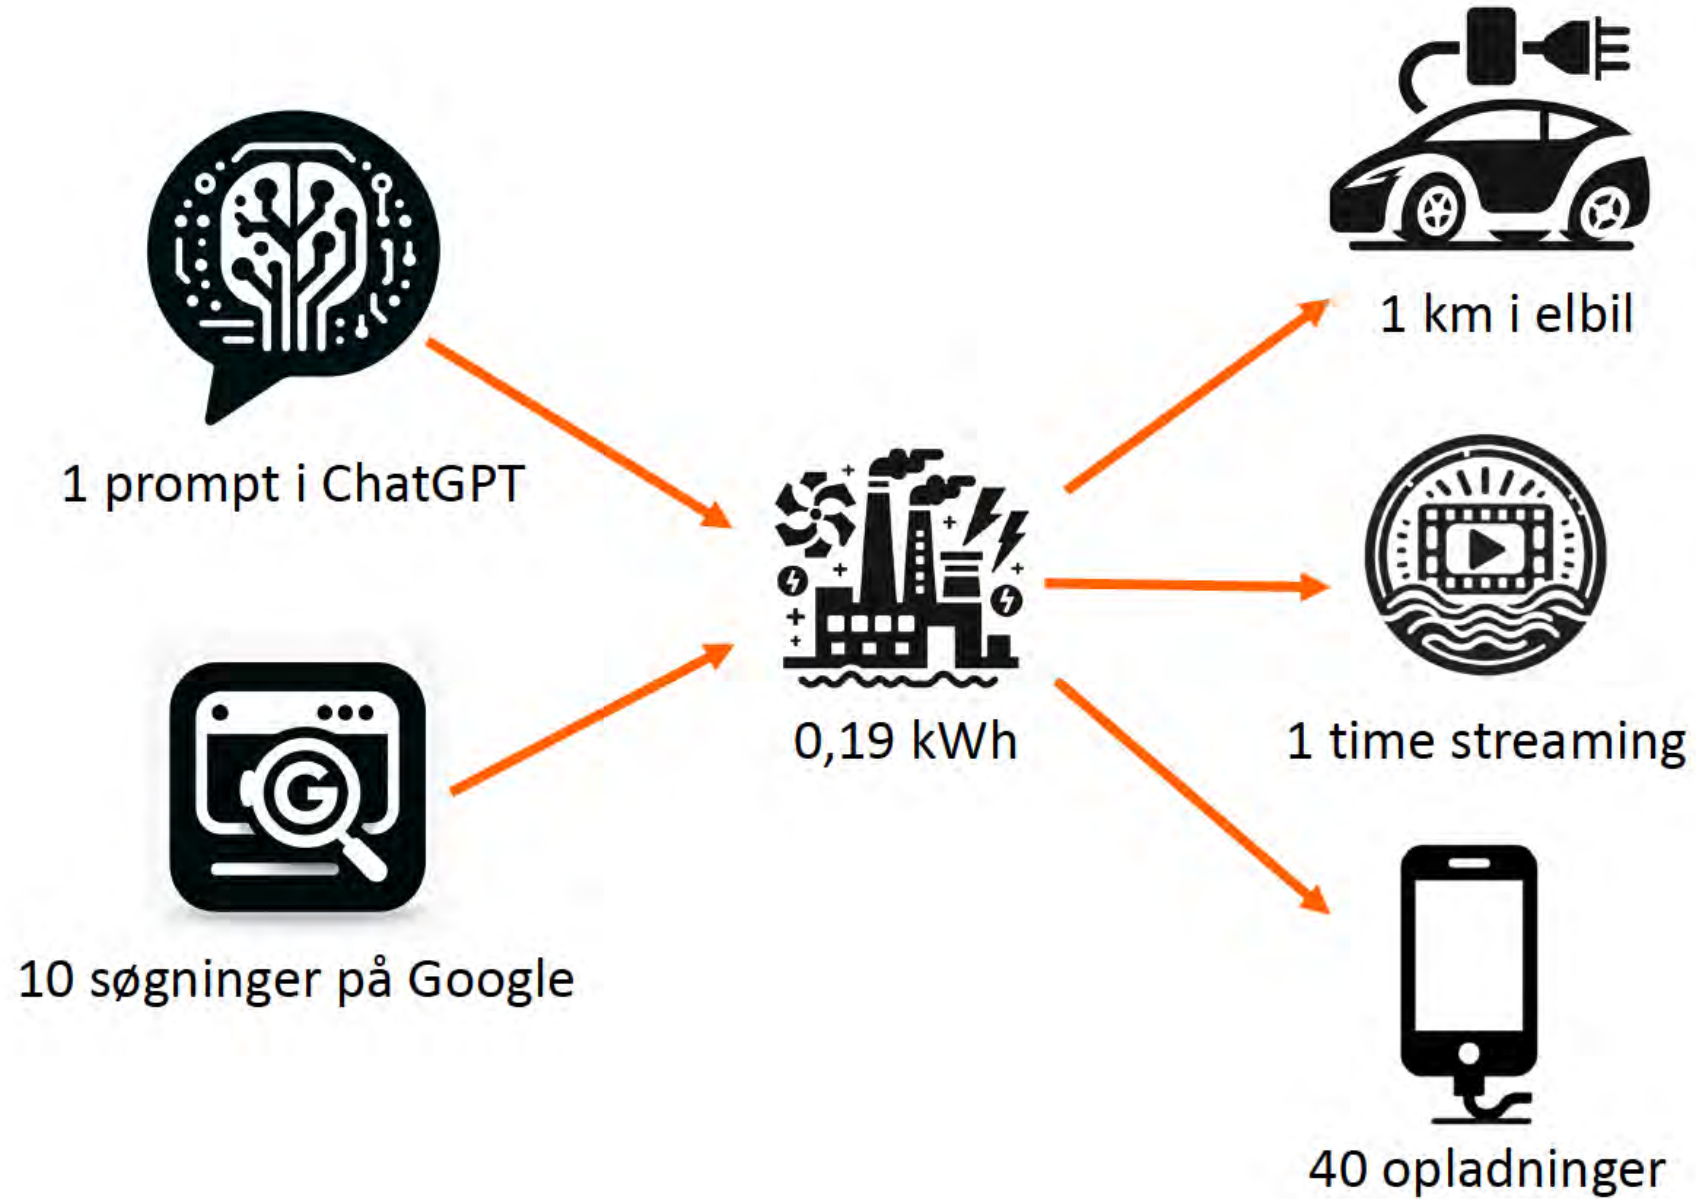 1 prompt i ChatGPT
10 søgninger på Google
G
0,19 kWh
1 km i elbil
1 time streaming
40 opladninger